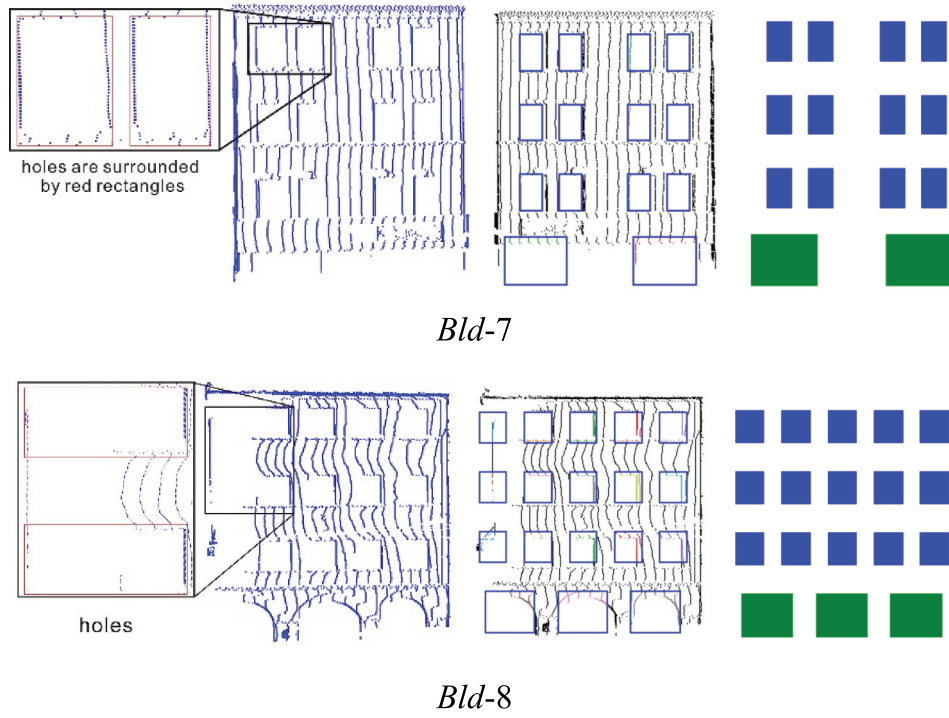 holes are surrounded
by red rectangles
Bld-7
holes
Bld-8